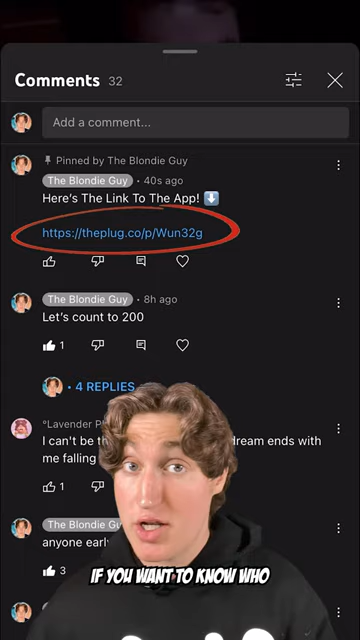 Comments 32
Add a comment...
Pinned by The Blondie Guy
The Blondie Guy • 40s ago
Here's The Link To The App!
https://theplug.co/p/Wun32g
The Blondie Guy • 8h ago
Let's count to 200
1
• 4 REPLIES
°Lavender
I can't be dream ends with
me falling
1
The Blondie
anyone early
3
IF YOU WANT TO KNOW WHO